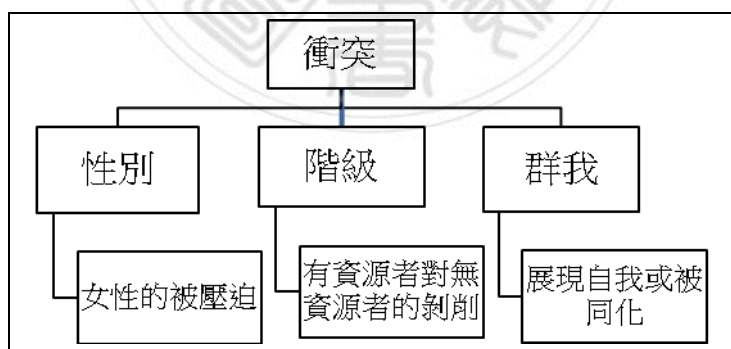 衝突
性別
階級
群我
女性的被壓迫
有資源者對無
資源者的剝削
展現自我或被
同化